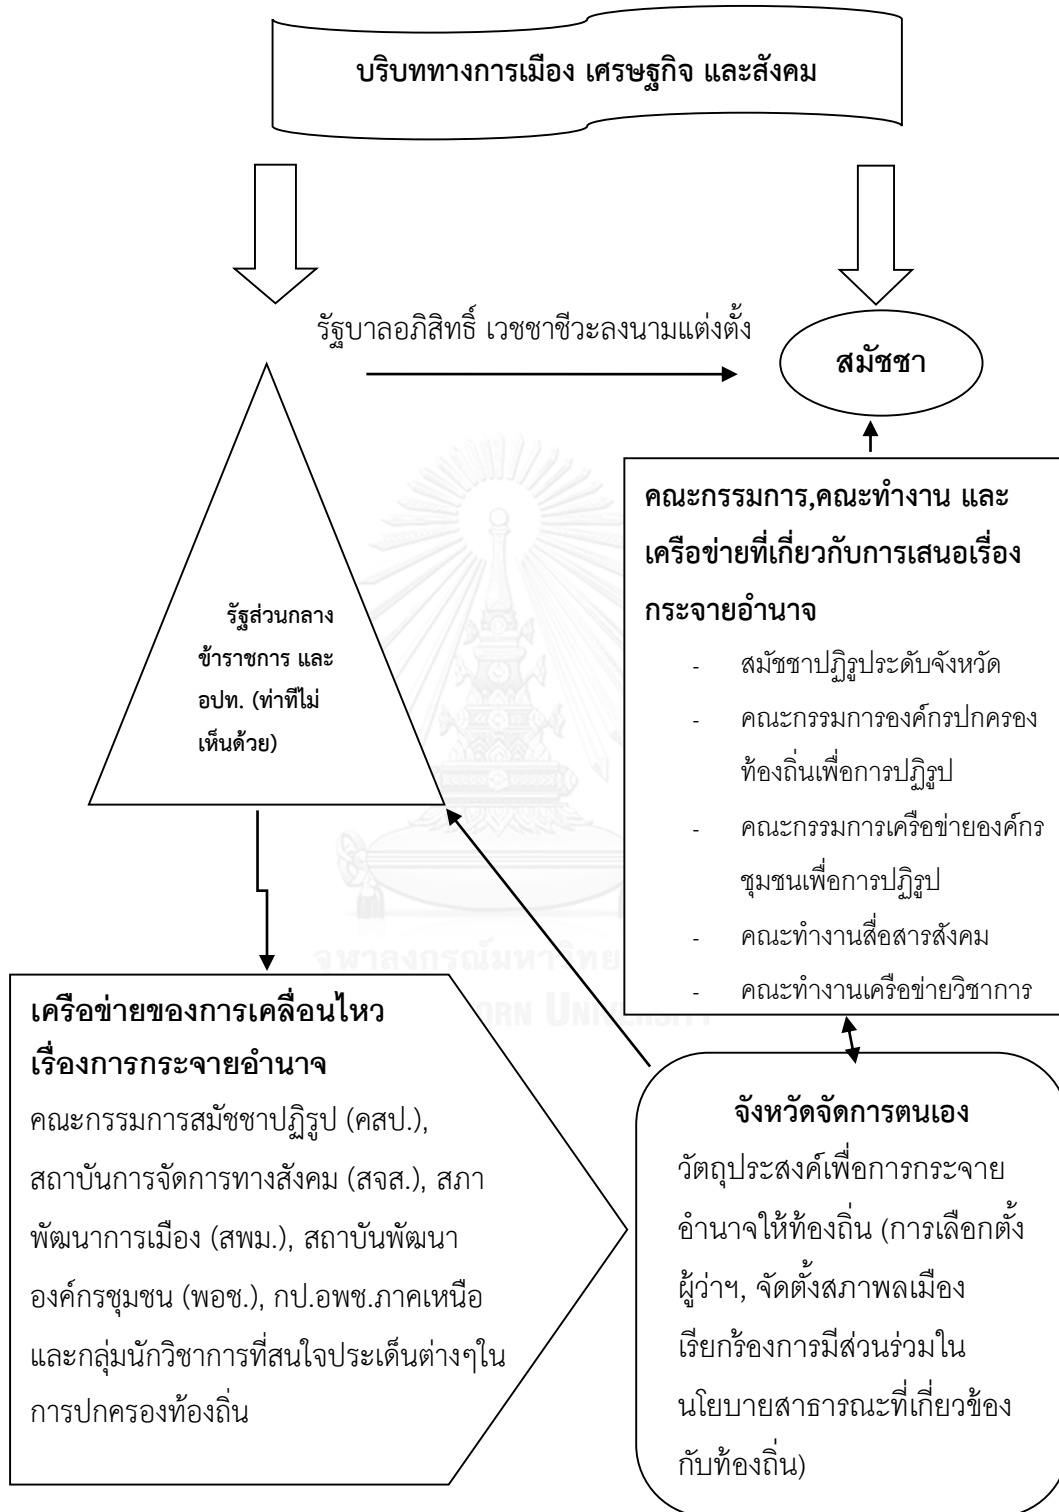 บริบททางการเมือง เศรษฐกิจ และสังคม
รัฐบาลอภิสิทธิ์ เวชชาชีวะลงนามแต่งตั้ง
สมัชชา
รัฐส่วนกลาง
ข้าราชการ และ
อปท. (ท่าทีไม่
เห็นด้วย)
คณะกรรมการ,คณะทำงาน และ
เครือข่ายที่เกี่ยวกับการเสนอเรื่อง
กระจายอำนาจ
- สมัชชาปฏิรูประดับจังหวัด
- คณะกรรมการองค์กรปกครอง
ท้องถิ่นเพื่อการปฏิรูป
- คณะกรรมการเครือข่ายองค์กร
ชุมชนเพื่อการปฏิรูป
- คณะทำงานสื่อสารสังคม
- คณะทำงานเครือข่ายวิชาการ
เครือข่ายของการเคลื่อนไหว
เรื่องการกระจายอำนาจ
คณะกรรมการสมัชชาปฏิรูป (คสป.),
สถาบันการจัดการทางสังคม (สจส.), สภา
พัฒนาการเมือง (สพม.), สถาบันพัฒนา
องค์กรชุมชน (พอช.), กป.อพช.ภาคเหนือ
และกลุ่มนักวิชาการที่สนใจประเด็นต่างๆใน
การปกครองท้องถิ่น
จังหวัดจัดการตนเอง
วัตถุประสงค์เพื่อการกระจาย
อำนาจให้ท้องถิ่น (การเลือกตั้ง
ผู้ว่าฯ, จัดตั้งสภาพลเมือง
เรียกร้องการมีส่วนร่วมใน
นโยบายสาธารณะที่เกี่ยวข้อง
กับท้องถิ่น)